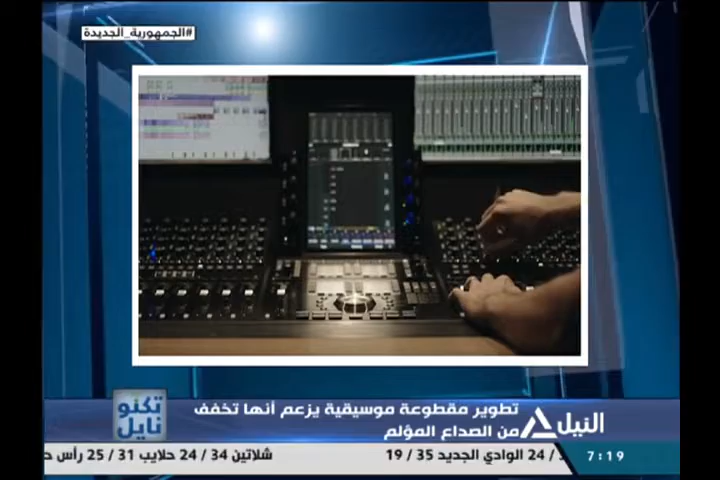 #الجمهورية_الجديدة
تطوير مقطوعة موسيقية يزعم أنها تخفف
من الصداع المؤلم
النيل
تكنو
نايل
7:19
24 / الوادي الجديد 35 / 19
شلاتين 34 / 24 حلايب 31 / 25 رأس